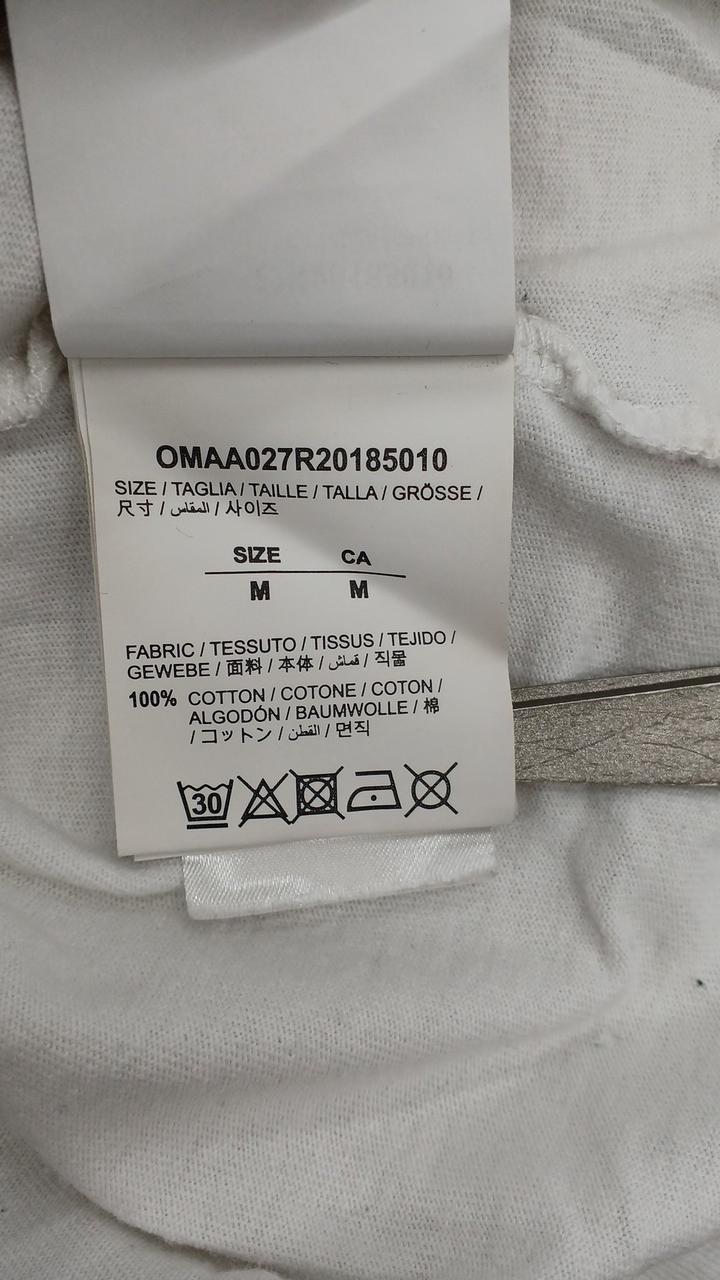 OMAA027R20185010
SIZE / TAGLIA / TAILLE / TALLA / GRÖSSE /
尺寸 / المقاس / 사이즈
SIZE CA
M M
FABRIC / TESSUTO / TISSUS / TEJIDO /
GEWEBE / 面料 / 本体 / قماش / 직물
100% COTTON / COTONE / COTON /
ALGODÓN / BAUMWOLLE / 棉
/ コットン / القطن / 면직
30